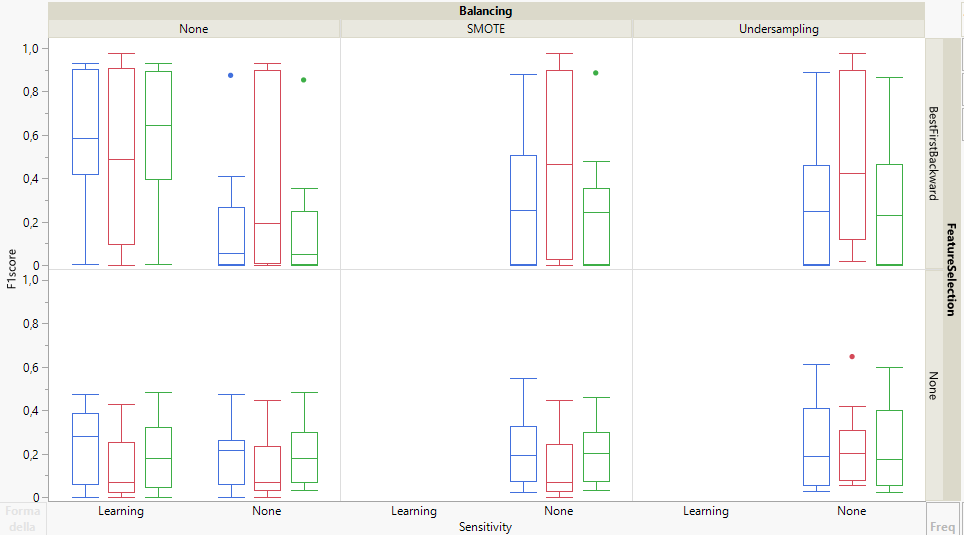 Balancing
None SMOTE Undersampling
1,0
0,8
0,6
0,4
0,2
0
BestFirstBackward
1,0
0,8
0,6
0,4
0,2
0
None
F1score
FeatureSelection
Learning None Learning None Learning None
Sensitivity
Forma
della
Freq